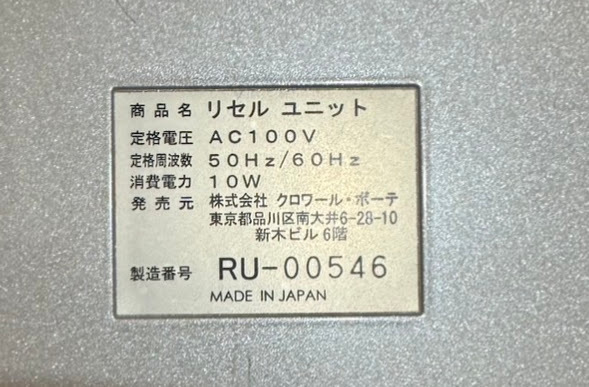 商品名 リセル ユニット
定格電圧 AC100V
定格周波数 50Hz/60Hz
消費電力 10W
発売元 株式会社 クロワール・ボーテ
東京都品川区南大井6-28-10
新木ビル 6階
製造番号 RU-00546
MADE IN JAPAN